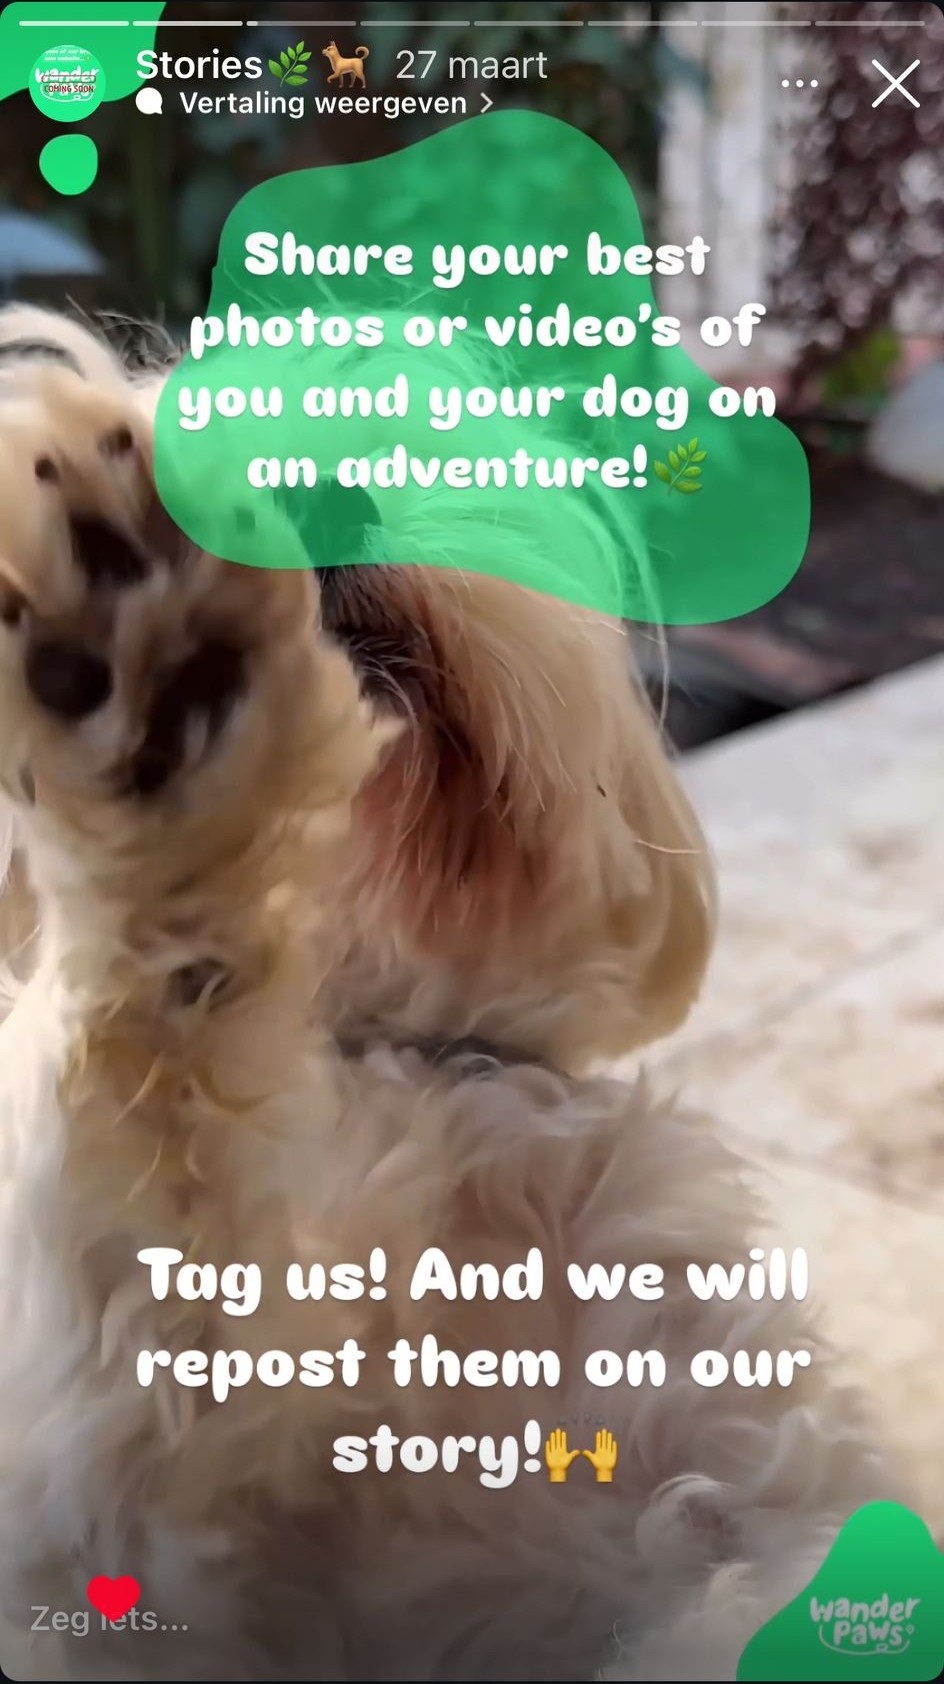 Stories🌿🐕 27 maart
Vertaling weergeven >
wander
COMING SOON
Share your best
photos or video's of
you and your dog on
an adventure!🌿
Tag us! And we will
repost them on our
story!🙌
Zeg iets...
wander
paws